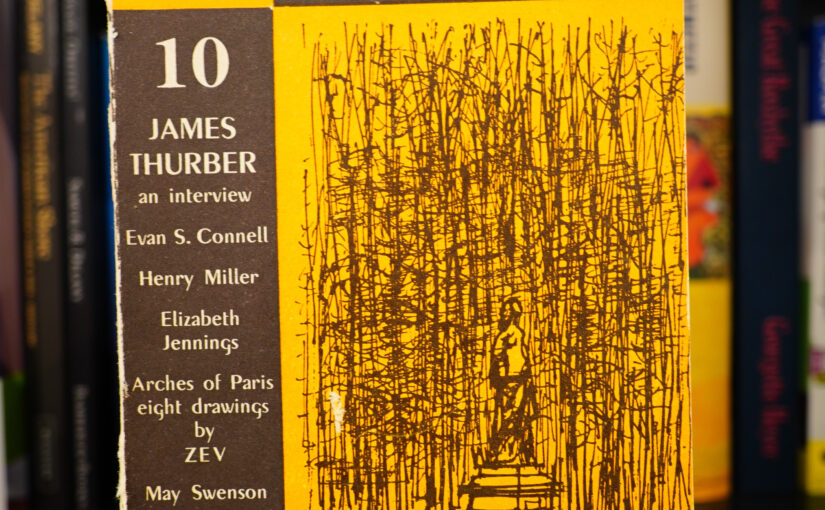 10
JAMES
THURBER
an interview
Evan S. Connell
Henry Miller
Elizabeth
Jennings
Arches of Paris
eight drawings
by
ZEV
May Swenson